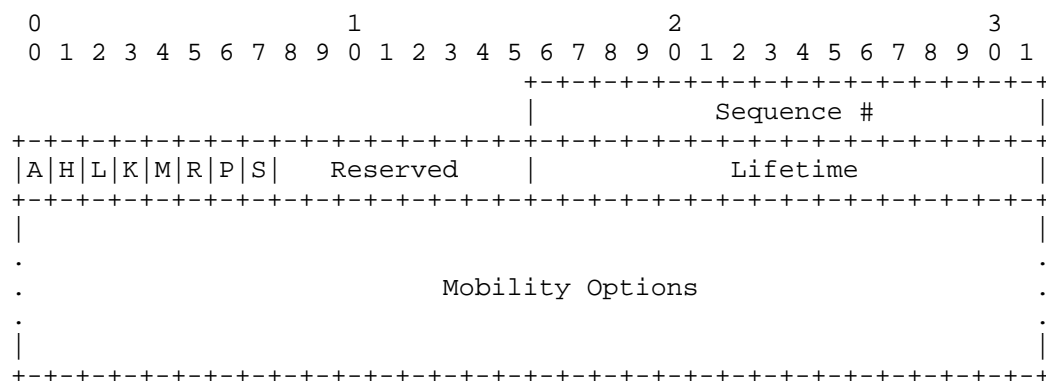 0                   1                   2                   3
 0 1 2 3 4 5 6 7 8 9 0 1 2 3 4 5 6 7 8 9 0 1 2 3 4 5 6 7 8 9 0 1
                                +-+-+-+-+-+-+-+-+-+-+-+-+-+-+-+-+
                                |          Sequence #           |
+-+-+-+-+-+-+-+-+-+-+-+-+-+-+-+-+-+-+-+-+-+-+-+-+-+-+-+-+-+-+-+-+
|A|H|L|K|M|R|P|S|   Reserved    |            Lifetime           |
+-+-+-+-+-+-+-+-+-+-+-+-+-+-+-+-+-+-+-+-+-+-+-+-+-+-+-+-+-+-+-+-+
|                                                               |
.                                                               .
.                          Mobility Options                     .
.                                                               .
|                                                               |
+-+-+-+-+-+-+-+-+-+-+-+-+-+-+-+-+-+-+-+-+-+-+-+-+-+-+-+-+-+-+-+-+